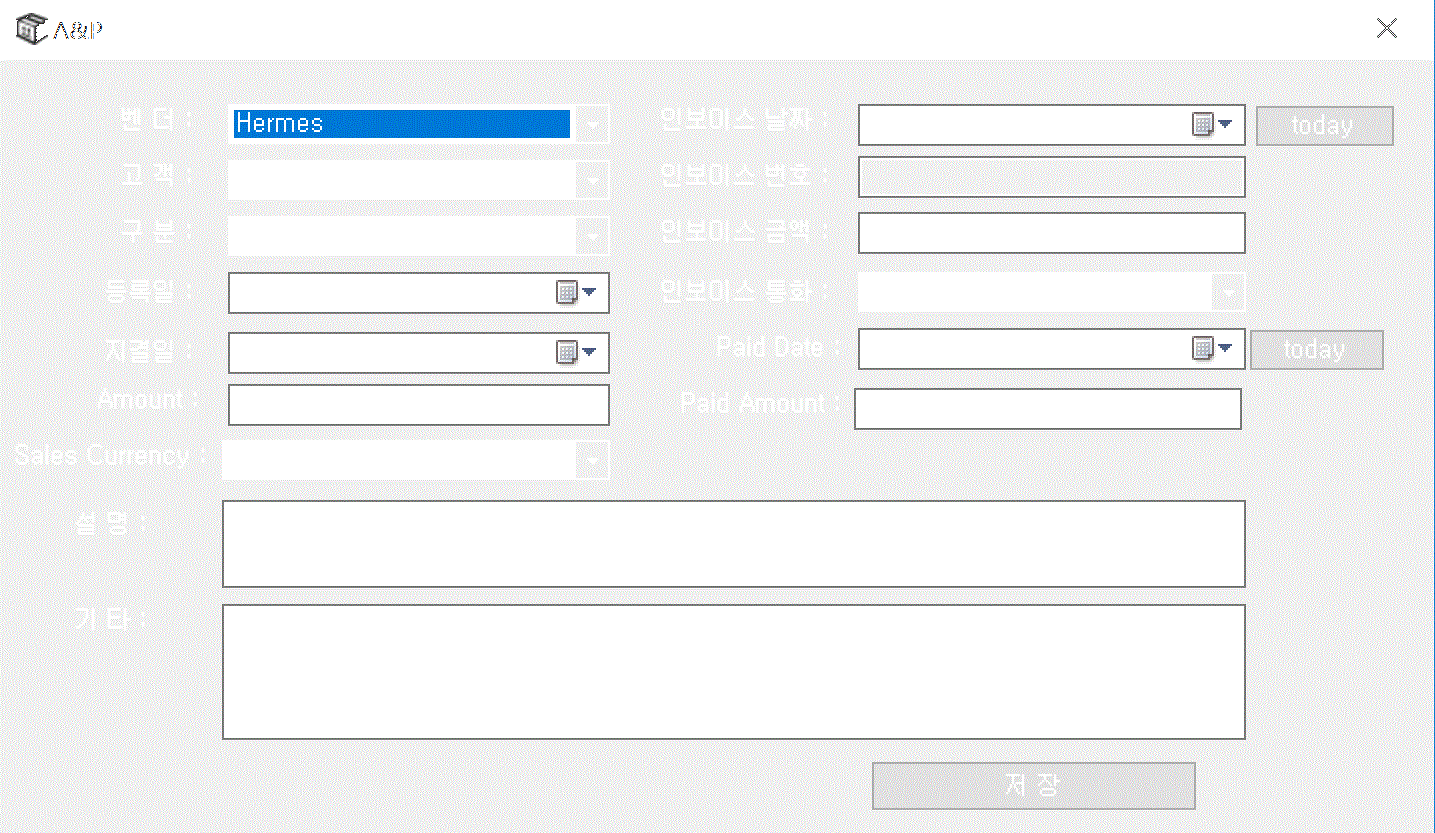 A&P
벤 더 :
Hermes
인보이스 날짜 :
today
고 객 :
인보이스 번호 :
구 분 :
인보이스 금액 :
등록일 :
인보이스 통화 :
지결일 :
Paid Date :
today
Amount :
Paid Amount :
Sales Currency :
설 명 :
기 타 :
저 장